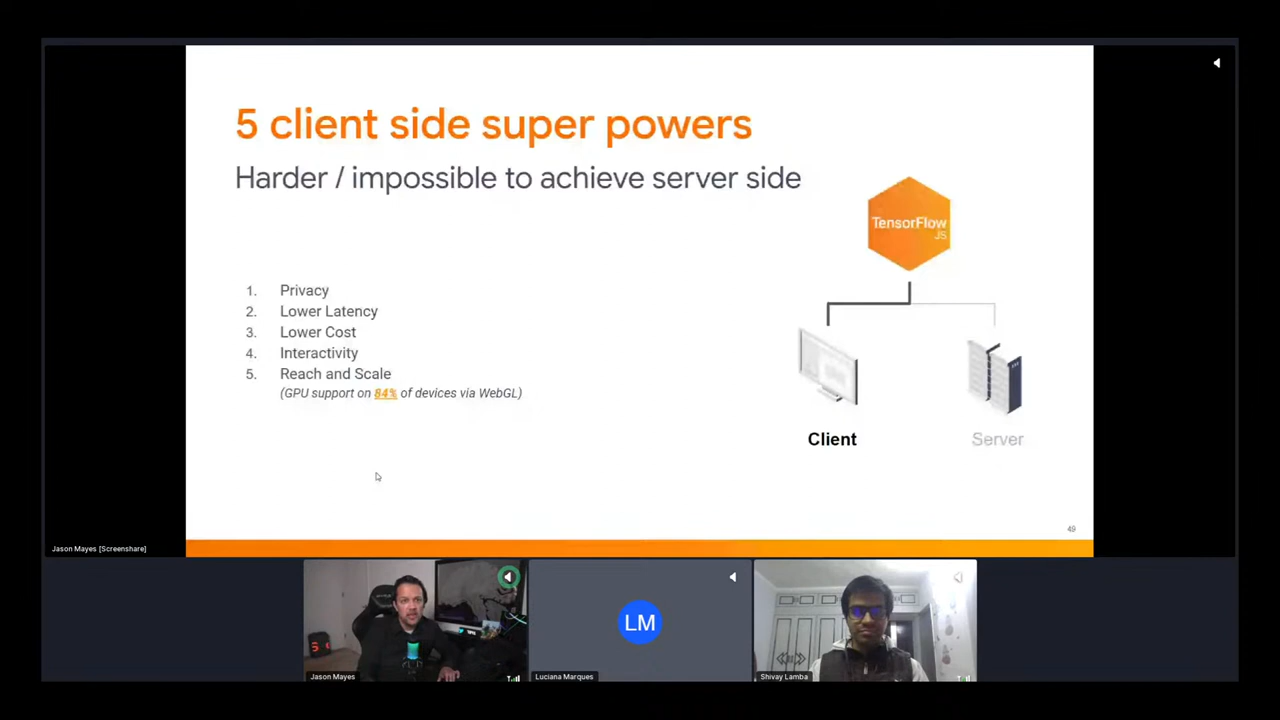 5 client side super powers
Harder / impossible to achieve server side
TensorFlow
JS
1. Privacy
2. Lower Latency
3. Lower Cost
4. Interactivity
5. Reach and Scale
(GPU support on 84% of devices via WebGL)
Client
Server
49
Jason Mayes [Screenshare]
LM
Jason Mayes
Luciana Marques
Shivay Lamba